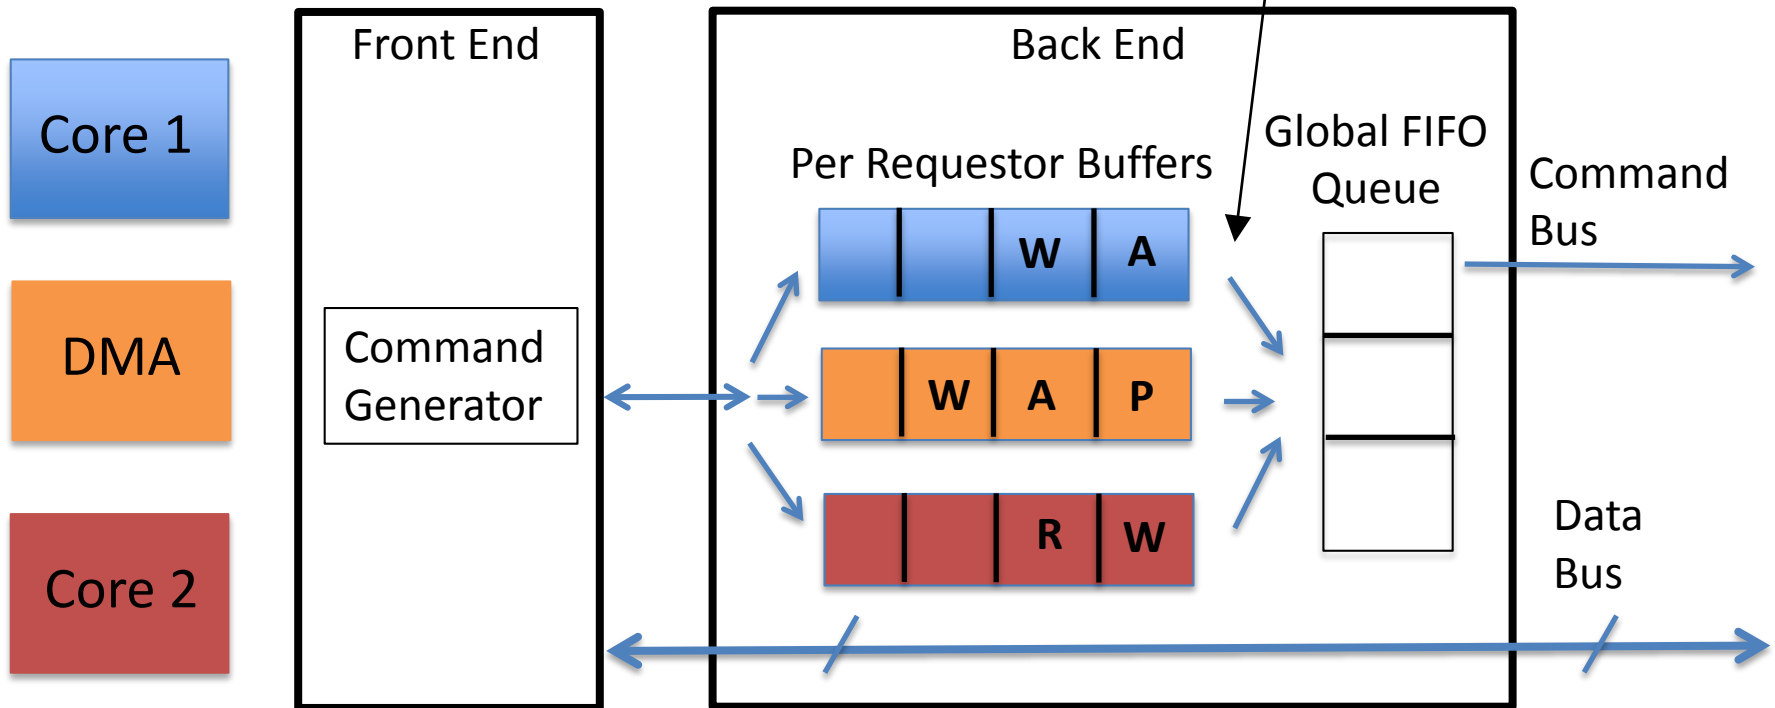 Front End
Back End
Core 1
DMA
Core 2
Command
Generator
Per Requestor Buffers
W A
W A P
R W
Global FIFO
Queue
Command
Bus
Data
Bus